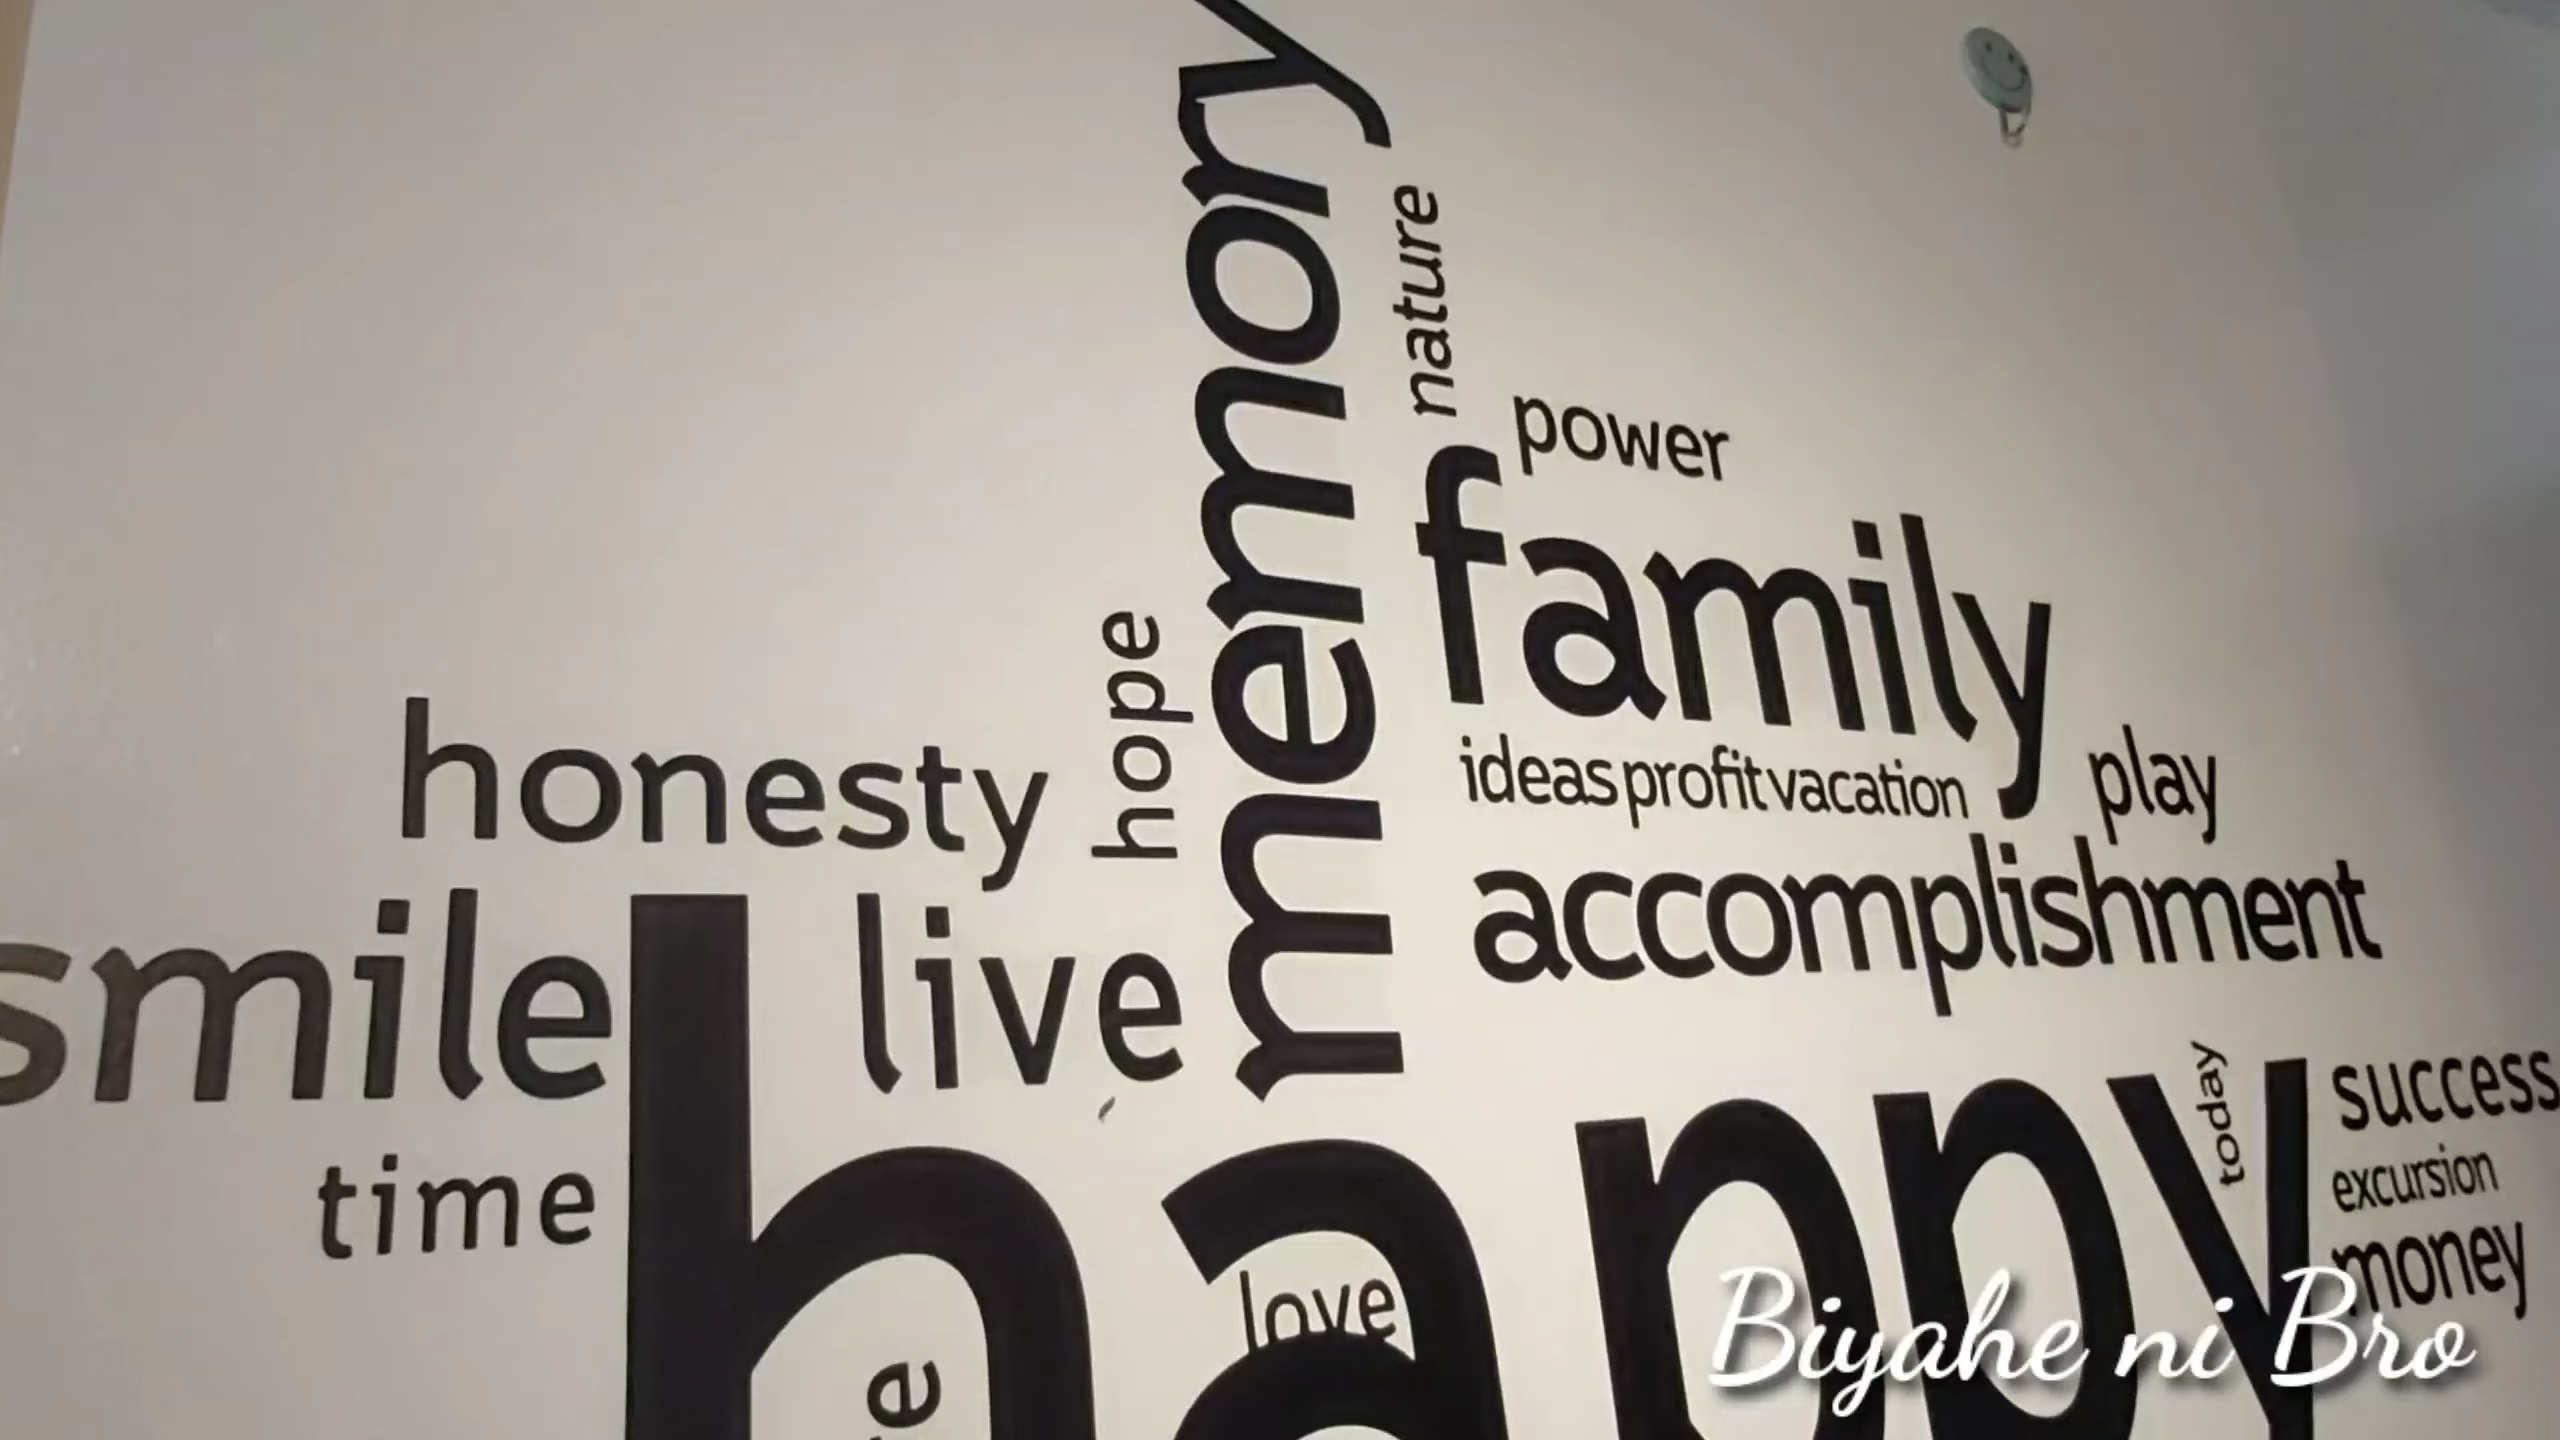 memory
nature
power
family
hope
honesty
ideas profit vacation
play
accomplishment
smile
live
time
happy
today
success
excursion
money
love
Biyahe ni Bro